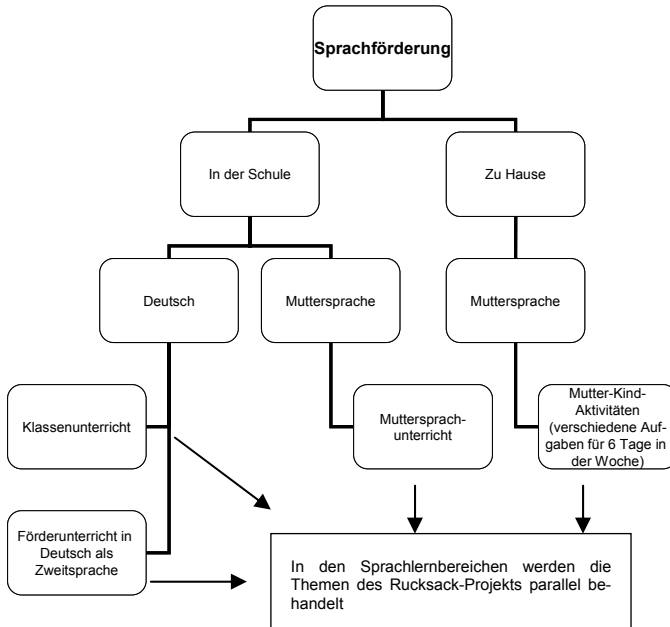 Sprachförderung
In der Schule
Zu Hause
Deutsch
Muttersprache
Muttersprache
Klassenunterricht
Muttersprach-
unterricht
Mutter-Kind-
Aktivitäten
(verschiedene Auf-
gaben für 6 Tage in
der Woche)
Förderunterricht in
Deutsch als
Zweitsprache
In den Sprachlernbereichen werden die
Themen des Rucksack-Projekts parallel be-
handelt